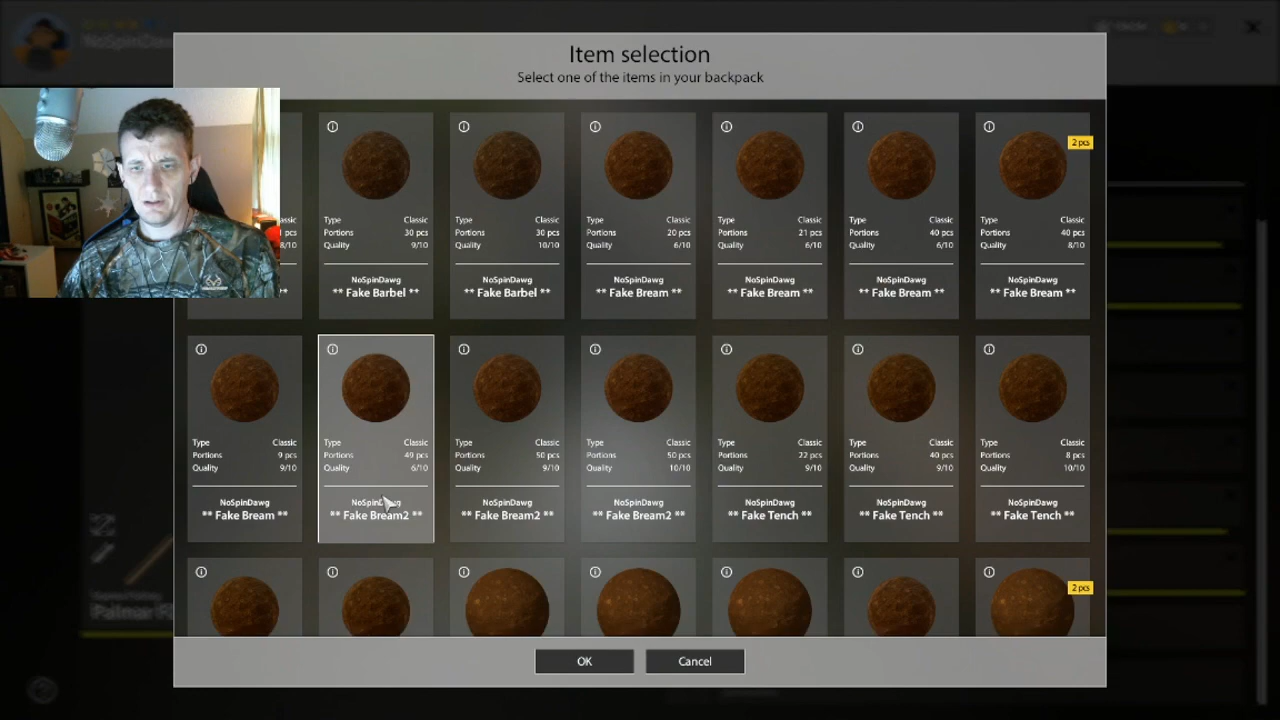 NoSpinDawg
Item selection
Select one of the items in your backpack
2 pcs
Classic
pcs
8/10
Type Classic
Portions 30 pcs
Quality 9/10
NoSpinDawg
** Fake Barbel **
Type Classic
Portions 30 pcs
Quality 10/10
NoSpinDawg
** Fake Barbel **
Type Classic
Portions 20 pcs
Quality 6/10
NoSpinDawg
** Fake Bream **
Type Classic
Portions 21 pcs
Quality 6/10
NoSpinDawg
** Fake Bream **
Type Classic
Portions 40 pcs
Quality 6/10
NoSpinDawg
** Fake Bream **
Type Classic
Portions 40 pcs
Quality 8/10
NoSpinDawg
** Fake Bream **
Type Classic
Portions 9 pcs
Quality 9/10
NoSpinDawg
** Fake Bream **
Type Classic
Portions 49 pcs
Quality 6/10
NoSpinDawg
** Fake Bream2 **
Type Classic
Portions 50 pcs
Quality 9/10
NoSpinDawg
** Fake Bream2 **
Type Classic
Portions 50 pcs
Quality 10/10
NoSpinDawg
** Fake Bream2 **
Type Classic
Portions 22 pcs
Quality 9/10
NoSpinDawg
** Fake Tench **
Type Classic
Portions 40 pcs
Quality 9/10
NoSpinDawg
** Fake Tench **
Type Classic
Portions 8 pcs
Quality 10/10
NoSpinDawg
** Fake Tench **
2 pcs
Palmar
OK
Cancel